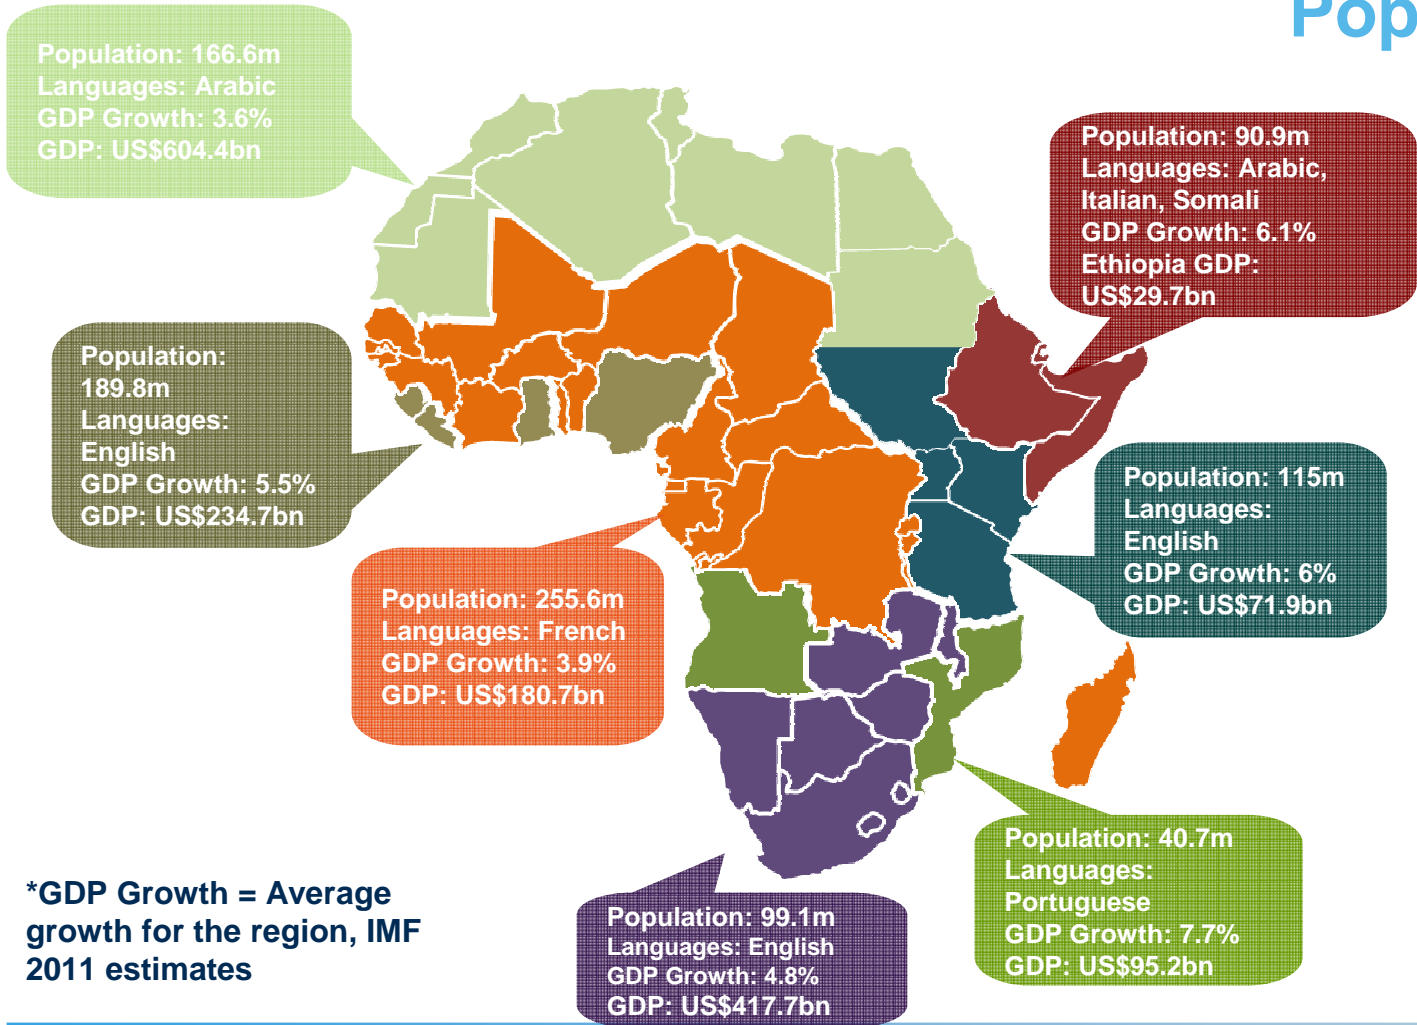 Pop
Population: 166.6m
Languages: Arabic
GDP Growth: 3.6%
GDP: US$604.4bn
Population: 90.9m
Languages: Arabic,
Italian, Somali
GDP Growth: 6.1%
Ethiopia GDP:
US$29.7bn
Population:
189.8m
Languages:
English
GDP Growth: 5.5%
GDP: US$234.7bn
Population: 115m
Languages:
English
GDP Growth: 6%
GDP: US$71.9bn
Population: 255.6m
Languages: French
GDP Growth: 3.9%
GDP: US$180.7bn
Population: 40.7m
Languages:
Portuguese
GDP Growth: 7.7%
GDP: US$95.2bn
*GDP Growth = Average
growth for the region, IMF
2011 estimates
Population: 99.1m
Languages: English
GDP Growth: 4.8%
GDP: US$417.7bn